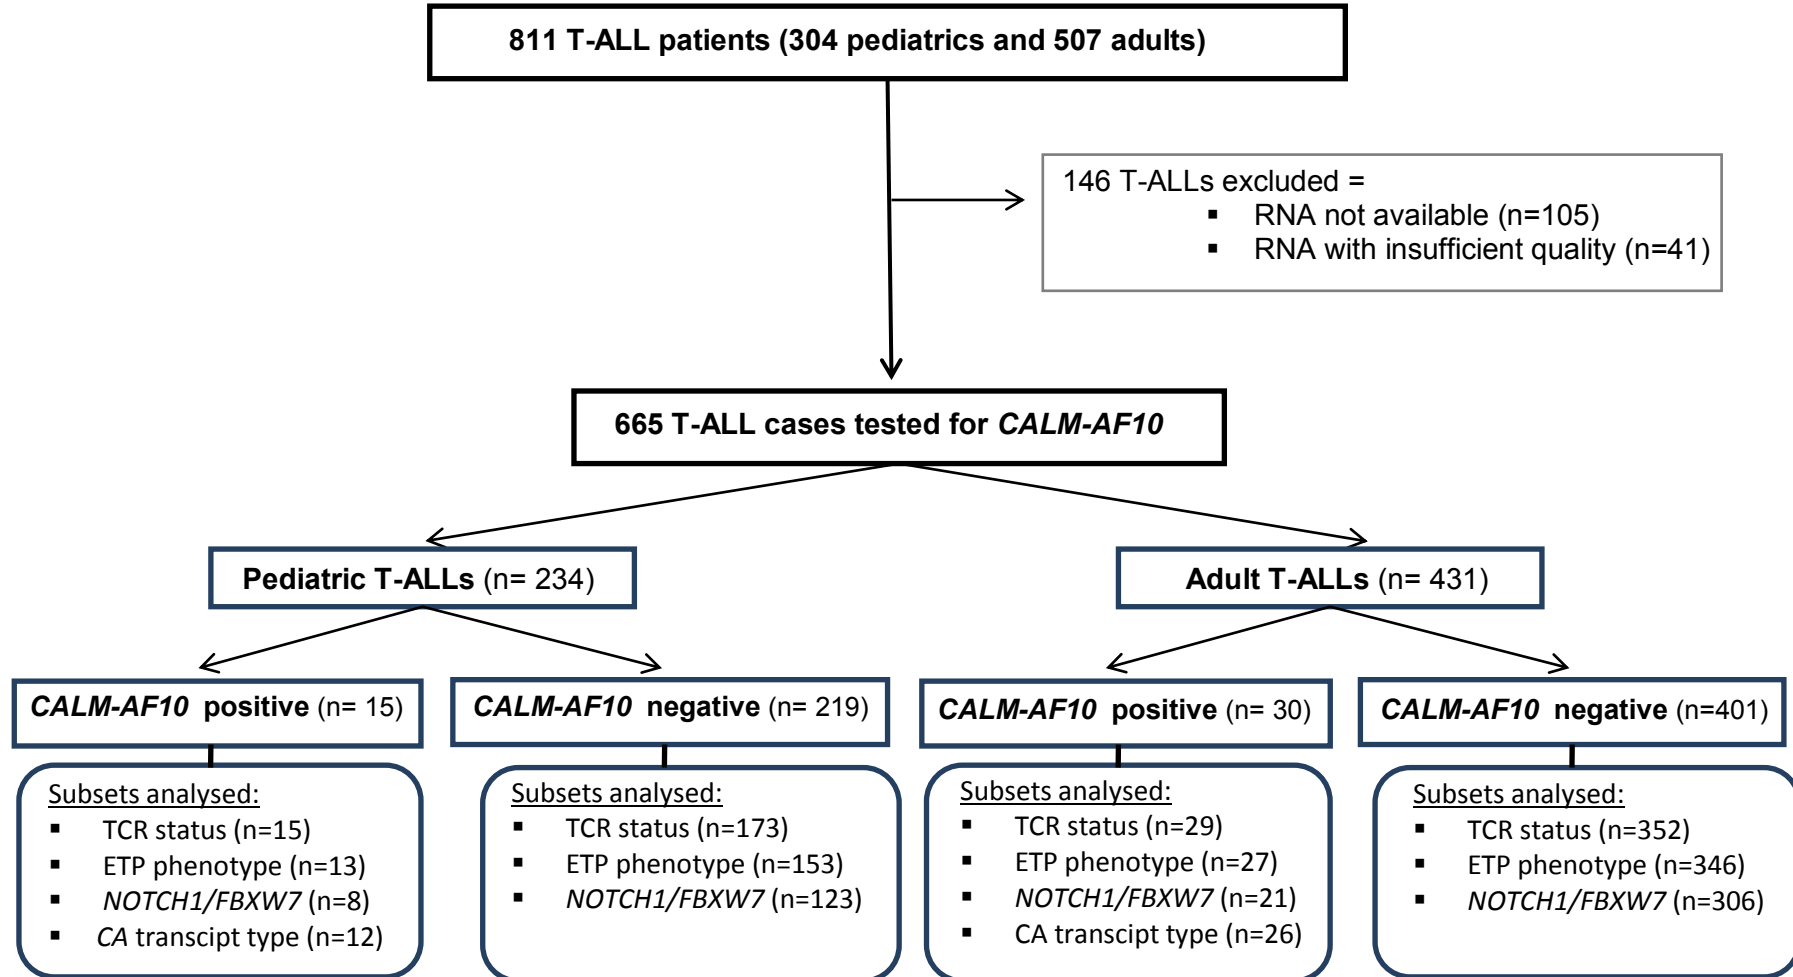 811 T-ALL patients (304 pediatrics and 507 adults)
146 T-ALLs excluded =
▪ RNA not available (n=105)
▪ RNA with insufficient quality (n=41)
665 T-ALL cases tested for CALM-AF10
Pediatric T-ALLs (n= 234)
Adult T-ALLs (n= 431)
CALM-AF10 positive (n= 15)
CALM-AF10 negative (n= 219)
CALM-AF10 positive (n= 30)
CALM-AF10 negative (n=401)
Subsets analysed:
▪ TCR status (n=15)
▪ ETP phenotype (n=13)
▪ NOTCH1/FBXW7 (n=8)
▪ CA transcipt type (n=12)
Subsets analysed:
▪ TCR status (n=173)
▪ ETP phenotype (n=153)
▪ NOTCH1/FBXW7 (n=123)
Subsets analysed:
▪ TCR status (n=29)
▪ ETP phenotype (n=27)
▪ NOTCH1/FBXW7 (n=21)
▪ CA transcipt type (n=26)
Subsets analysed:
▪ TCR status (n=352)
▪ ETP phenotype (n=346)
▪ NOTCH1/FBXW7 (n=306)